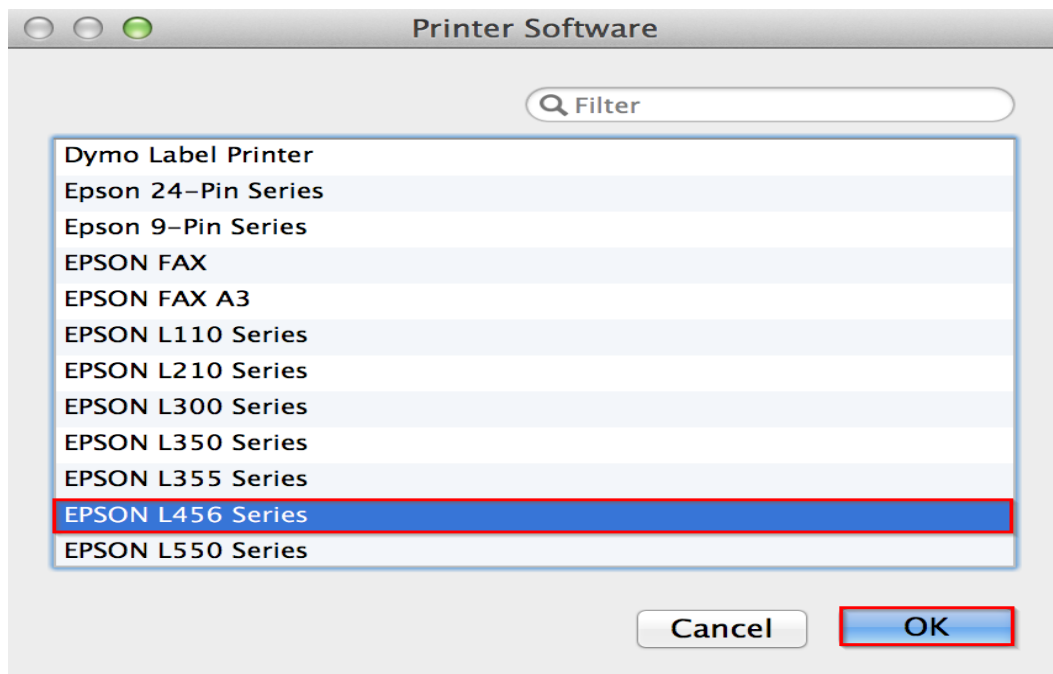 Printer Software
Filter
Dymo Label Printer
Epson 24-Pin Series
Epson 9-Pin Series
EPSON FAX
EPSON FAX A3
EPSON L110 Series
EPSON L210 Series
EPSON L300 Series
EPSON L350 Series
EPSON L355 Series
EPSON L456 Series
EPSON L550 Series
Cancel OK